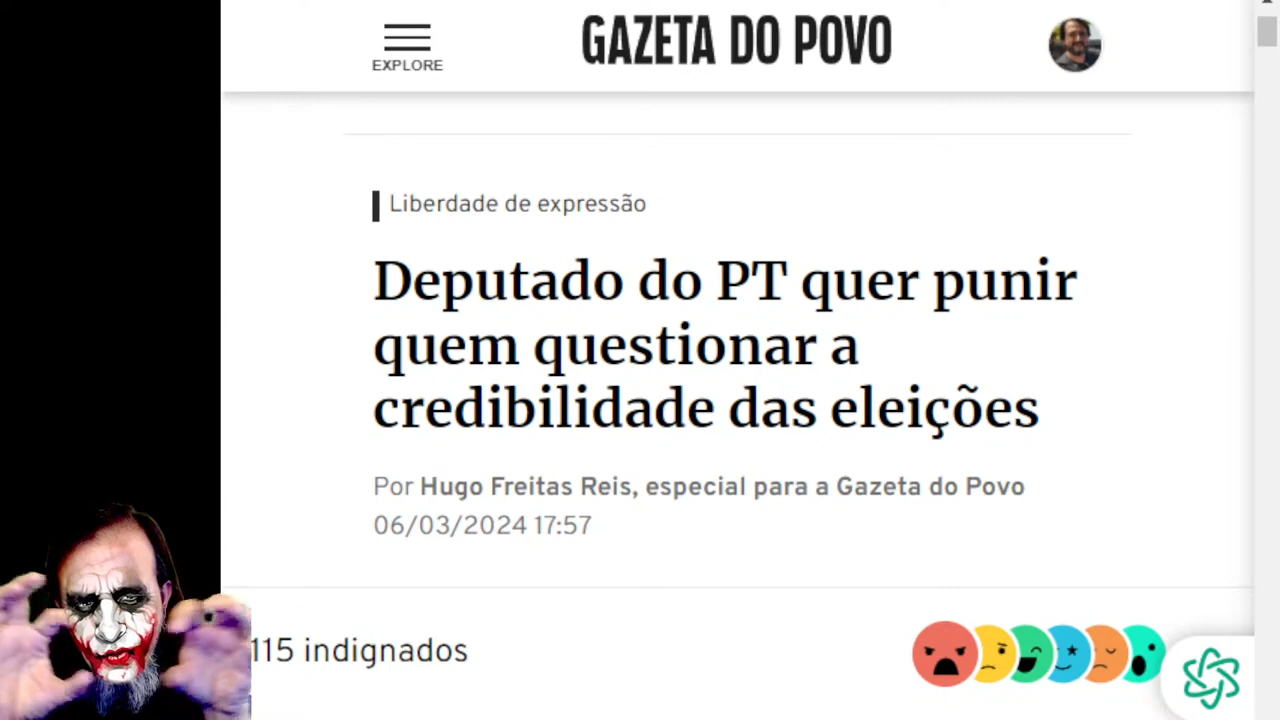 GAZETA DO POVO
EXPLORE
Liberdade de expressão
Deputado do PT quer punir
quem questionar a
credibilidade das eleições
Por Hugo Freitas Reis, especial para a Gazeta do Povo
06/03/2024 17:57
115 indignados